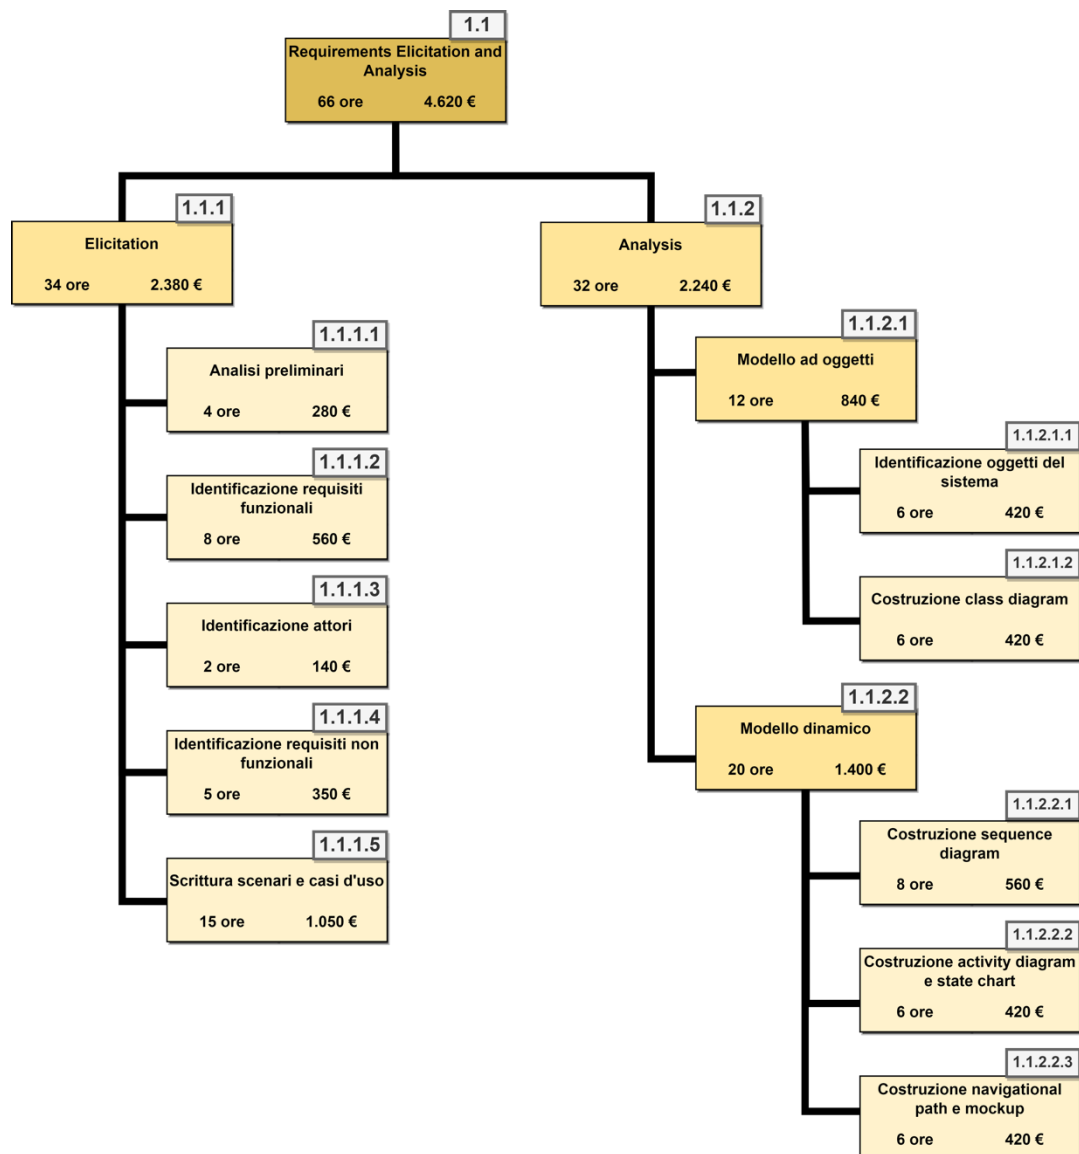 1.1
Requirements Elicitation and
Analysis
66 ore 4.620 €
1.1.1
Elicitation
34 ore 2.380 €
1.1.1.1
Analisi preliminari
4 ore 280 €
1.1.1.2
Identificazione requisiti
funzionali
8 ore 560 €
1.1.1.3
Identificazione attori
2 ore 140 €
1.1.1.4
Identificazione requisiti non
funzionali
5 ore 350 €
1.1.1.5
Scrittura scenari e casi d'uso
15 ore 1.050 €
1.1.2
Analysis
32 ore 2.240 €
1.1.2.1
Modello ad oggetti
12 ore 840 €
1.1.2.1.1
Identificazione oggetti del
sistema
6 ore 420 €
1.1.2.1.2
Costruzione class diagram
6 ore 420 €
1.1.2.2
Modello dinamico
20 ore 1.400 €
1.1.2.2.1
Costruzione sequence
diagram
8 ore 560 €
1.1.2.2.2
Costruzione activity diagram
e state chart
6 ore 420 €
1.1.2.2.3
Costruzione navigational
path e mockup
6 ore 420 €